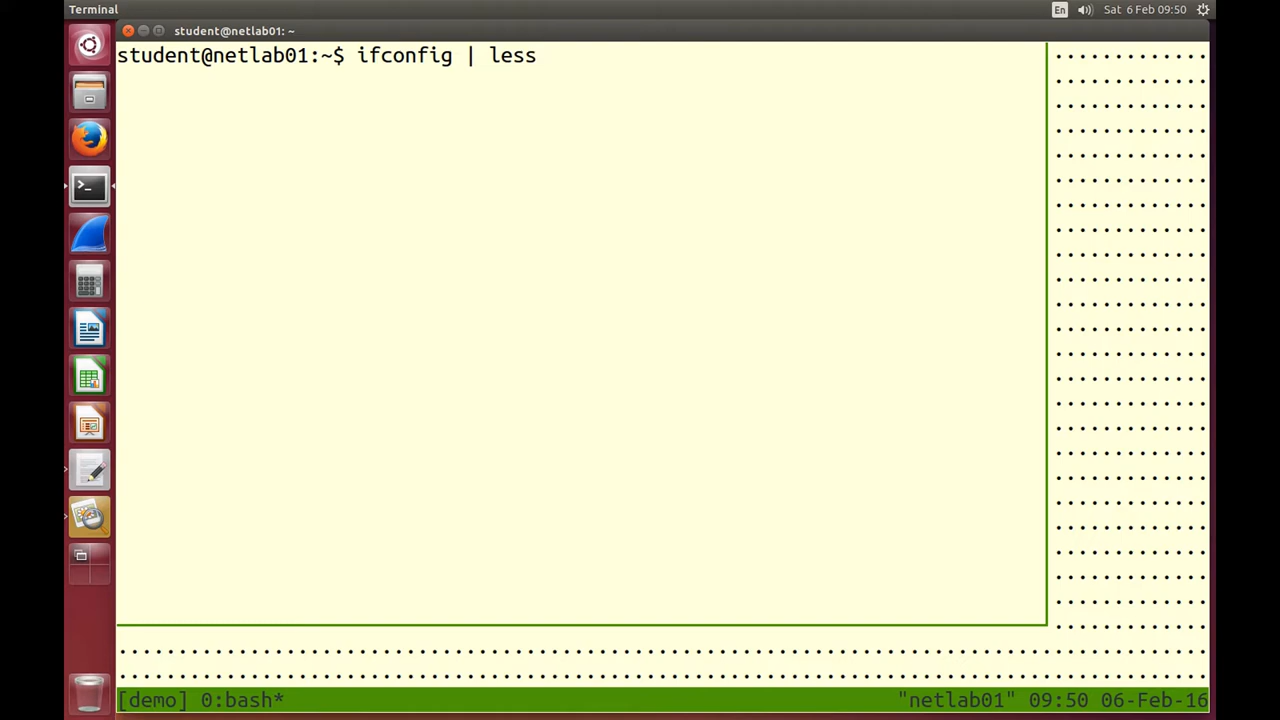 Terminal
En
Sat 6 Feb 09:50
student@netlab01: ~
student@netlab01:~$ ifconfig | less
[demo] 0:bash*
"netlab01" 09:50 06-Feb-16